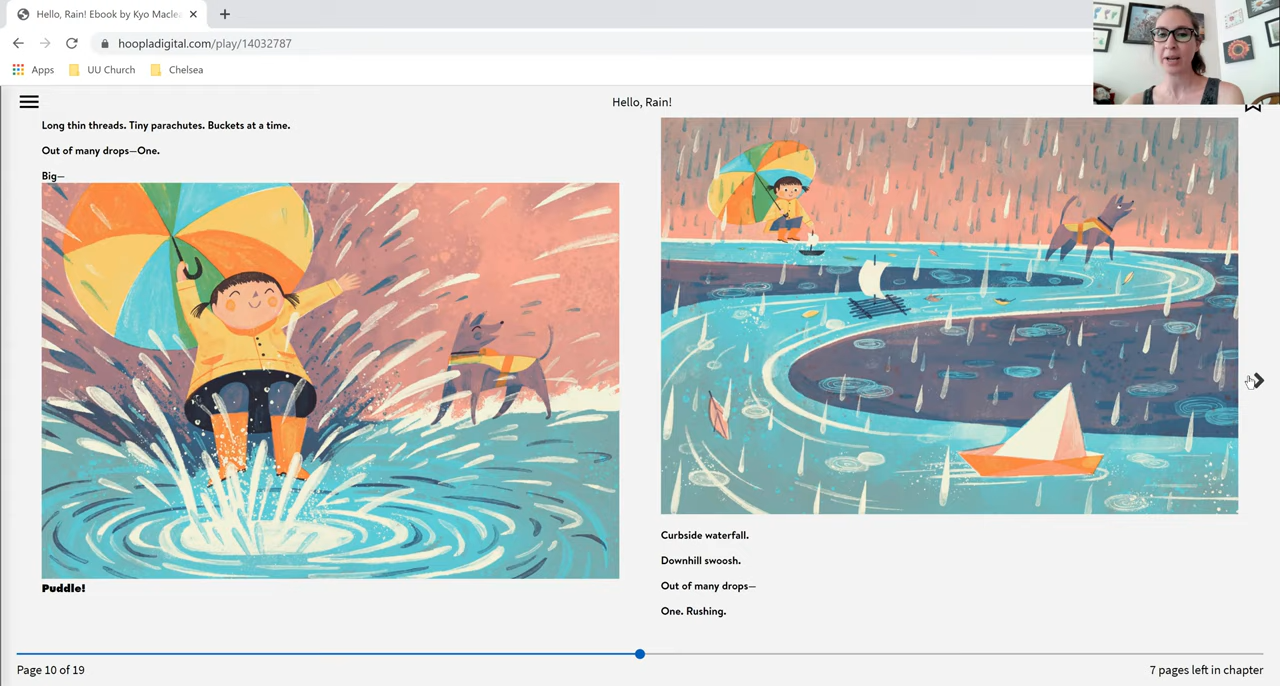 Hello, Rain! Ebook by Kyo Maclea
hoopladigital.com/play/14032787
Apps
UU Church
Chelsea
Hello, Rain!
Long thin threads. Tiny parachutes. Buckets at a time.
Out of many drops—One.
Big—
Puddle!
Curbside waterfall.
Downhill swoosh.
Out of many drops—
One. Rushing.
Page 10 of 19
7 pages left in chapter